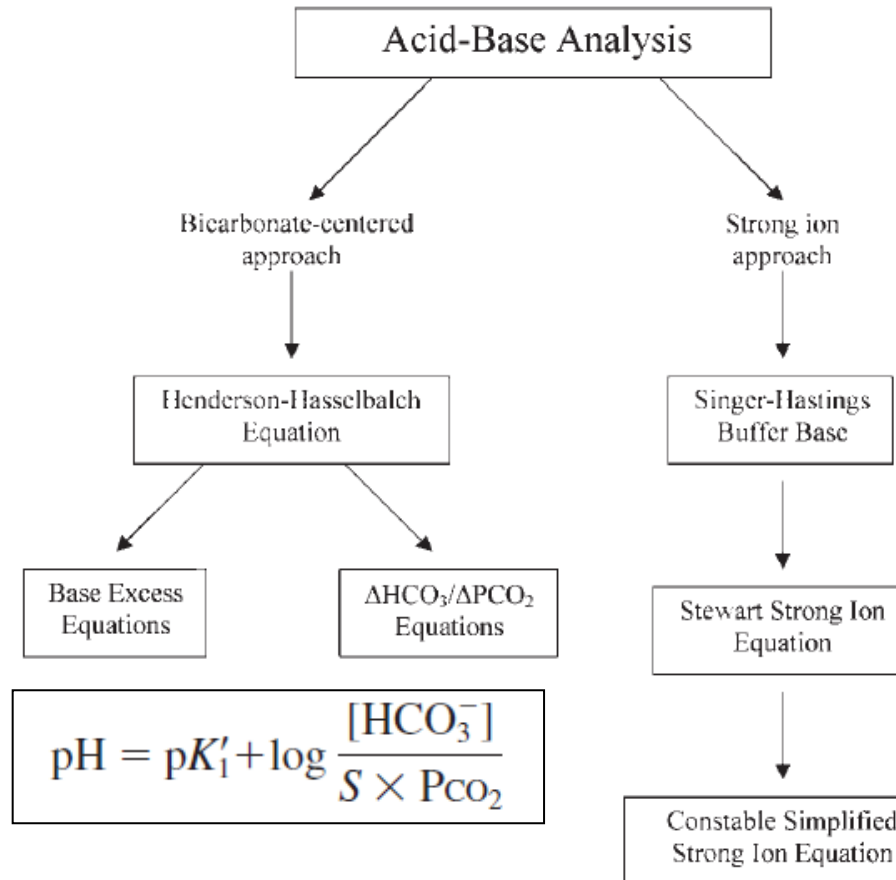 Acid-Base Analysis
Bicarbonate-centered
approach
Strong ion
approach
Henderson-Hasselbalch
Equation
Singer-Hastings
Buffer Base
Base Excess
Equations
ΔHCO₃/ΔPCO₂
Equations
Stewart Strong Ion
Equation
pH = pK′₁ + log [HCO₃⁻] / S × Pco₂
Constable Simplified
Strong Ion Equation